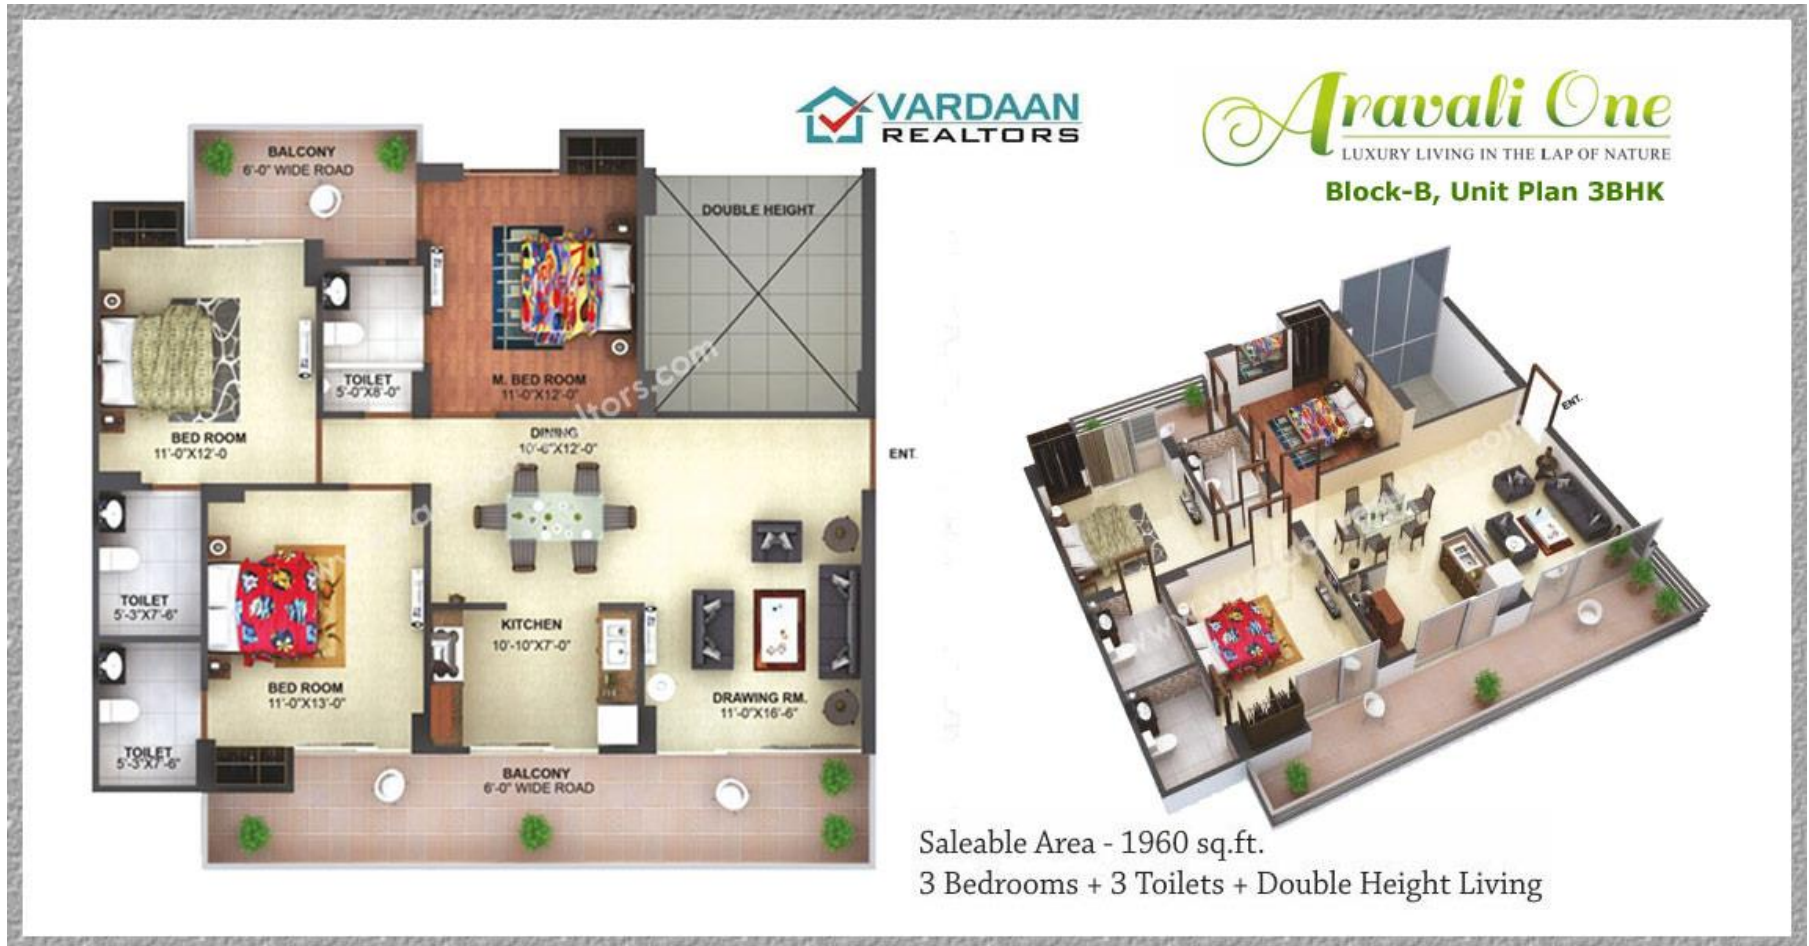 VARDAAN
REALTORS
Aravali One
LUXURY LIVING IN THE LAP OF NATURE
Block-B, Unit Plan 3BHK
BALCONY
6'-0" WIDE ROAD
DOUBLE HEIGHT
TOILET
5'-0"X8'-0"
M. BED ROOM
11'-0"X12'-0"
BED ROOM
11'-0"X12'-0
DINING
10'-6"X12'-0"
ENT.
ENT.
TOILET
5'-3"X7'-6"
KITCHEN
10'-10"X7'-0"
BED ROOM
11'-0"X13'-0"
DRAWING RM.
11'-0"X16'-6"
TOILET
5'-3"X7'-6"
BALCONY
6'-0" WIDE ROAD
Saleable Area - 1960 sq.ft.
3 Bedrooms + 3 Toilets + Double Height Living